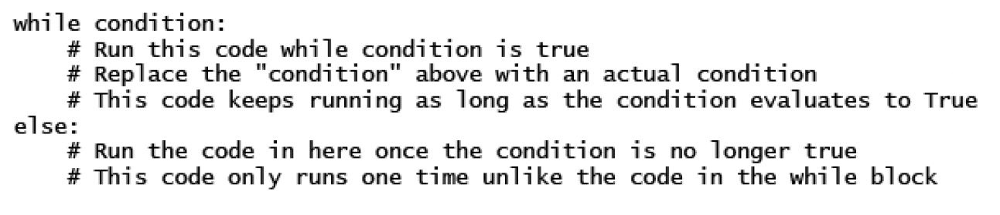 while condition:
    # Run this code while condition is true
    # Replace the "condition" above with an actual condition
    # This code keeps running as long as the condition evaluates to True
else:
    # Run the code in here once the condition is no longer true
    # This code only runs one time unlike the code in the while block